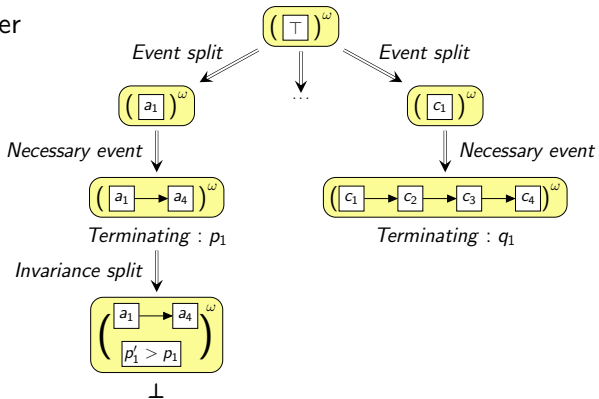 er
( ⊤ )^ω
Event split
Event split
...
( a₁ )^ω
( c₁ )^ω
Necessary event
Necessary event
( a₁ a₄ )^ω
( c₁ c₂ c₃ c₄ )^ω
Terminating : p₁
Terminating : q₁
Invariance split
( a₁ a₄ )^ω
p′₁ > p₁
⊥